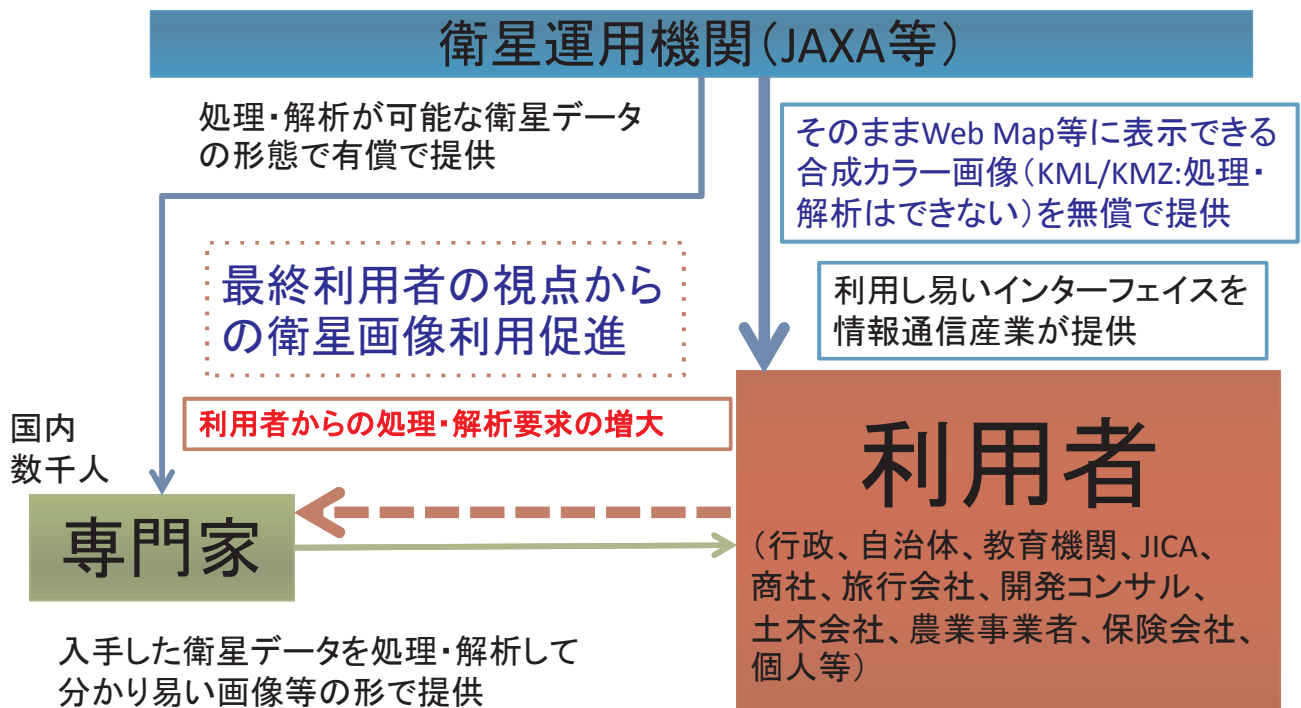 衛星運用機関（JAXA等）
処理・解析が可能な衛星データ
の形態で有償で提供
そのままWeb Map等に表示できる
合成カラー画像（KML/KMZ:処理・
解析はできない）を無償で提供
最終利用者の視点から
の衛星画像利用促進
利用し易いインターフェイスを
情報通信産業が提供
利用者からの処理・解析要求の増大
国内
数千人
専門家
利用者
（行政、自治体、教育機関、JICA、
商社、旅行会社、開発コンサル、
土木会社、農業事業者、保険会社、
個人等）
入手した衛星データを処理・解析して
分かり易い画像等の形で提供